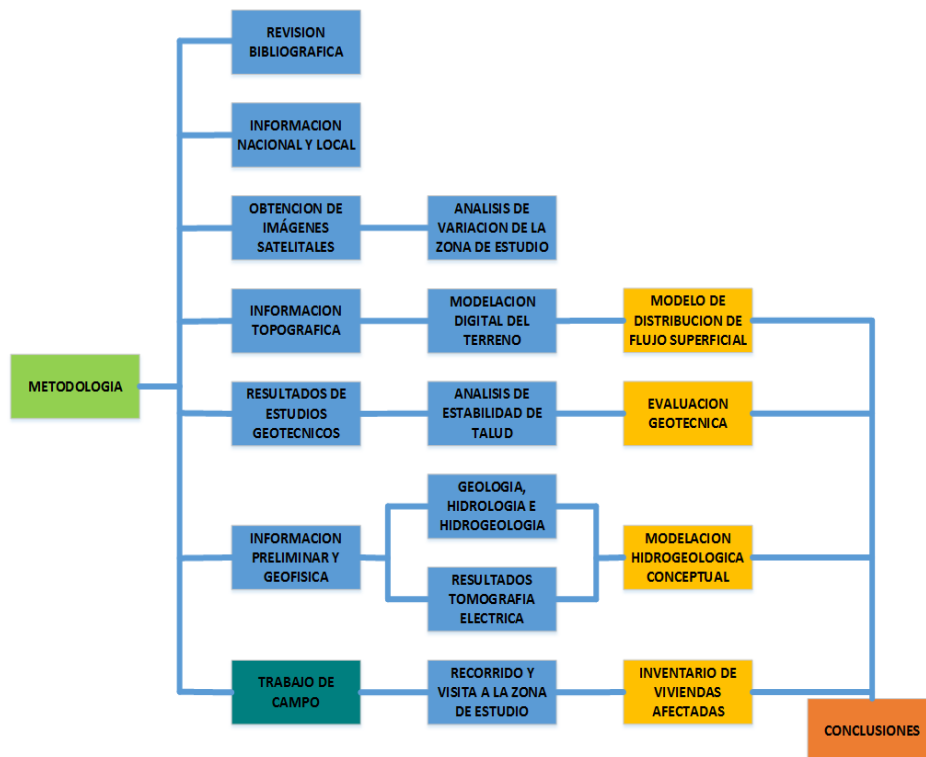 REVISION
BIBLIOGRAFICA
INFORMACION
NACIONAL Y LOCAL
OBTENCION DE
IMÁGENES
SATELITALES
ANALISIS DE
VARIACION DE LA
ZONA DE ESTUDIO
INFORMACION
TOPOGRAFICA
MODELACION
DIGITAL DEL
TERRENO
MODELO DE
DISTRIBUCION DE
FLUJO SUPERFICIAL
METODOLOGIA
RESULTADOS DE
ESTUDIOS
GEOTECNICOS
ANALISIS DE
ESTABILIDAD DE
TALUD
EVALUACION
GEOTECNICA
INFORMACION
PRELIMINAR Y
GEOFISICA
GEOLOGIA,
HIDROLOGIA E
HIDROGEOLOGIA
RESULTADOS
TOMOGRAFIA
ELECTRICA
MODELACION
HIDROGEOLOGICA
CONCEPTUAL
TRABAJO DE
CAMPO
RECORRIDO Y
VISITA A LA ZONA
DE ESTUDIO
INVENTARIO DE
VIVIENDAS
AFECTADAS
CONCLUSIONES